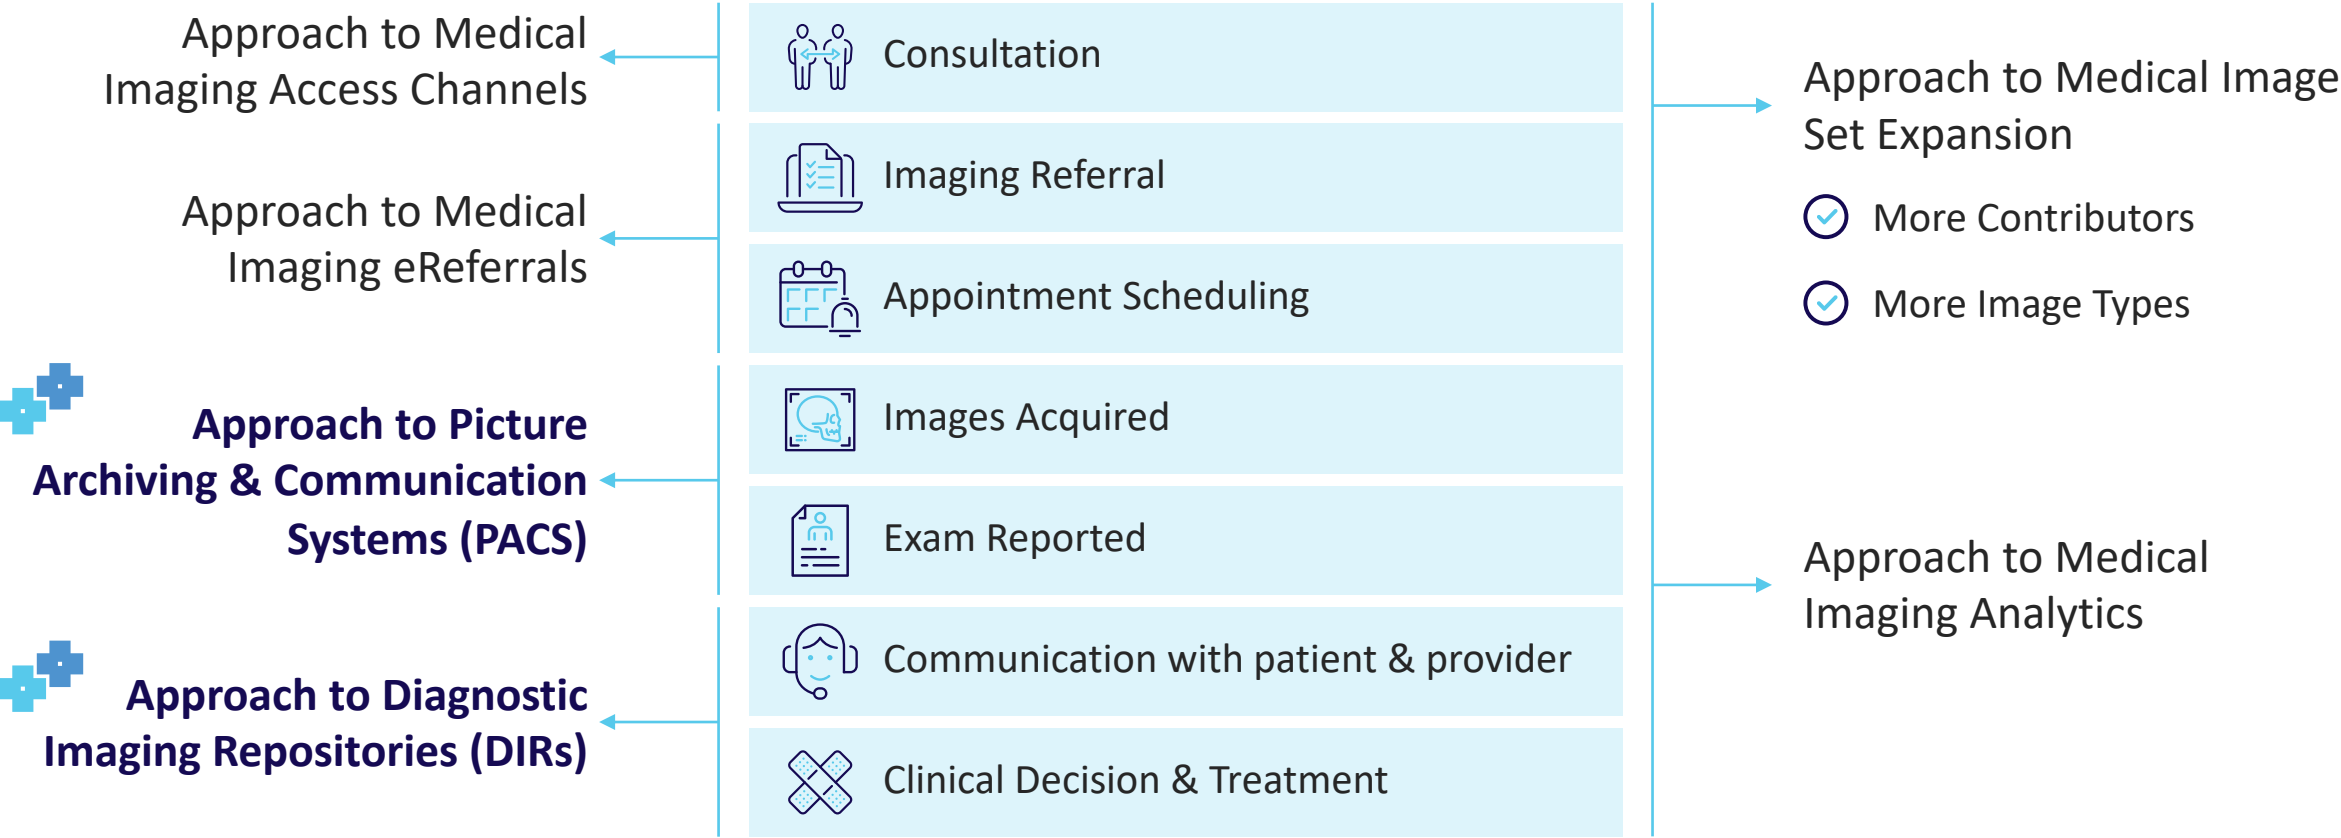 Approach to Medical
Imaging Access Channels
Approach to Medical
Imaging eReferrals
Approach to Picture
Archiving & Communication
Systems (PACS)
Approach to Diagnostic
Imaging Repositories (DIRs)
Consultation
Imaging Referral
Appointment Scheduling
Images Acquired
Exam Reported
Communication with patient & provider
Clinical Decision & Treatment
Approach to Medical Image
Set Expansion
More Contributors
More Image Types
Approach to Medical
Imaging Analytics